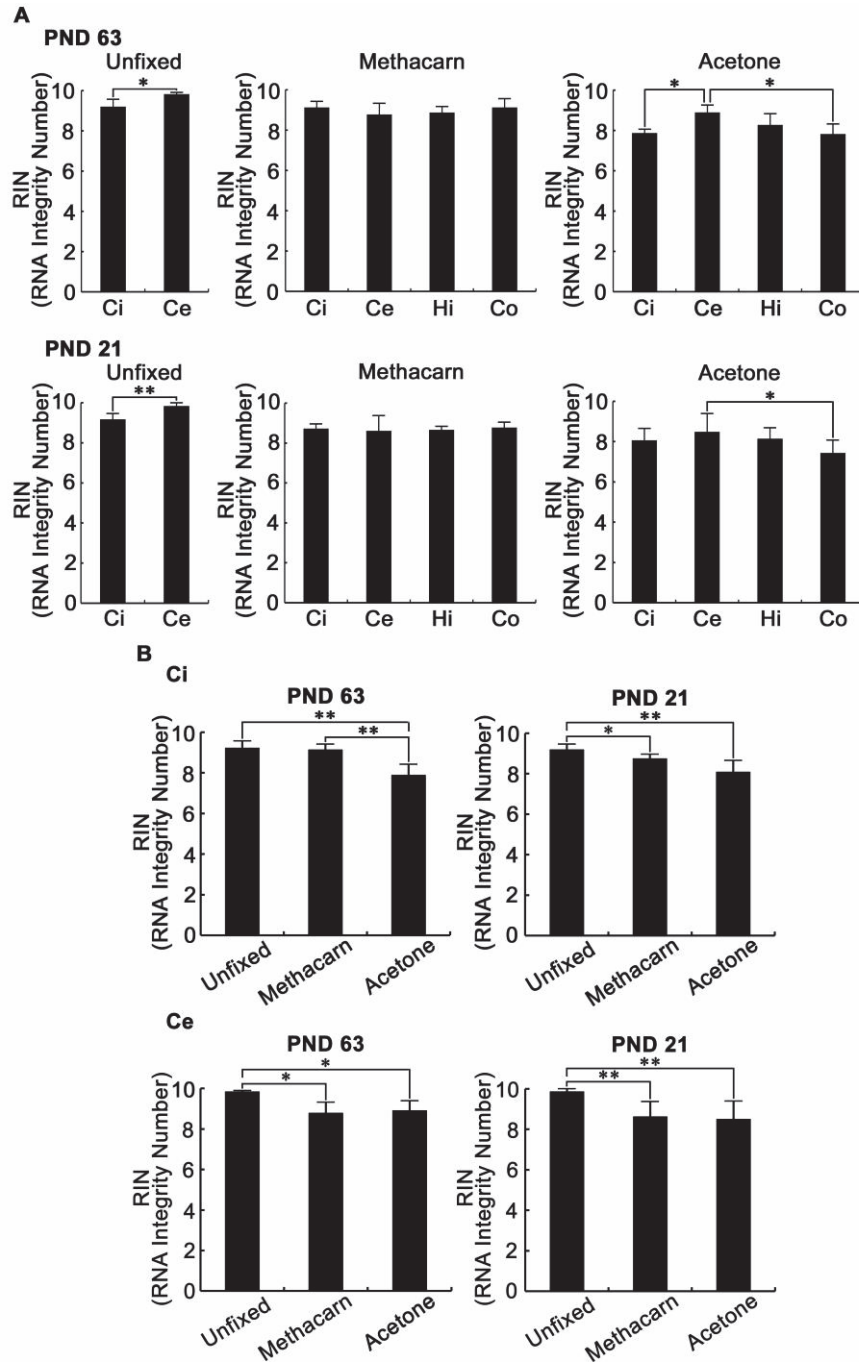 A
PND 63
Unfixed
Methacarn
Acetone
RIN
(RNA Integrity Number)
10
8
6
4
2
0
*
Ci Ce
RIN
(RNA Integrity Number)
10
8
6
4
2
0
Ci Ce Hi Co
RIN
(RNA Integrity Number)
10
8
6
4
2
0
* *
Ci Ce Hi Co
PND 21
Unfixed
Methacarn
Acetone
RIN
(RNA Integrity Number)
10
8
6
4
2
0
**
Ci Ce
RIN
(RNA Integrity Number)
10
8
6
4
2
0
Ci Ce Hi Co
RIN
(RNA Integrity Number)
10
8
6
4
2
0
*
Ci Ce Hi Co
B
Ci
PND 63
RIN
(RNA Integrity Number)
10
8
6
4
2
0
**
**
Unfixed Methacarn Acetone
PND 21
RIN
(RNA Integrity Number)
10
8
6
4
2
0
**
*
Unfixed Methacarn Acetone
Ce
PND 63
RIN
(RNA Integrity Number)
10
8
6
4
2
0
*
*
Unfixed Methacarn Acetone
PND 21
RIN
(RNA Integrity Number)
10
8
6
4
2
0
**
**
Unfixed Methacarn Acetone